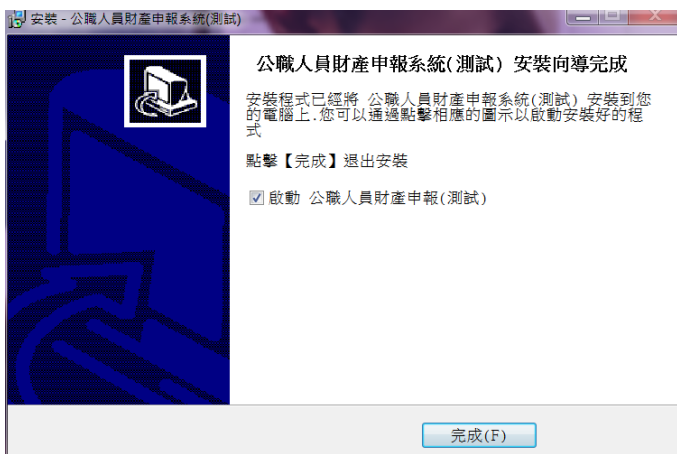 安裝 - 公職人員財產申報系統(測試)
公職人員財產申報系統(測試) 安裝向導完成
安裝程式已經將 公職人員財產申報系統(測試) 安裝到您
的電腦上.您可以通過點擊相應的圖示以啟動安裝好的程
式
點擊【完成】退出安裝
啟動 公職人員財產申報(測試)
完成(F)